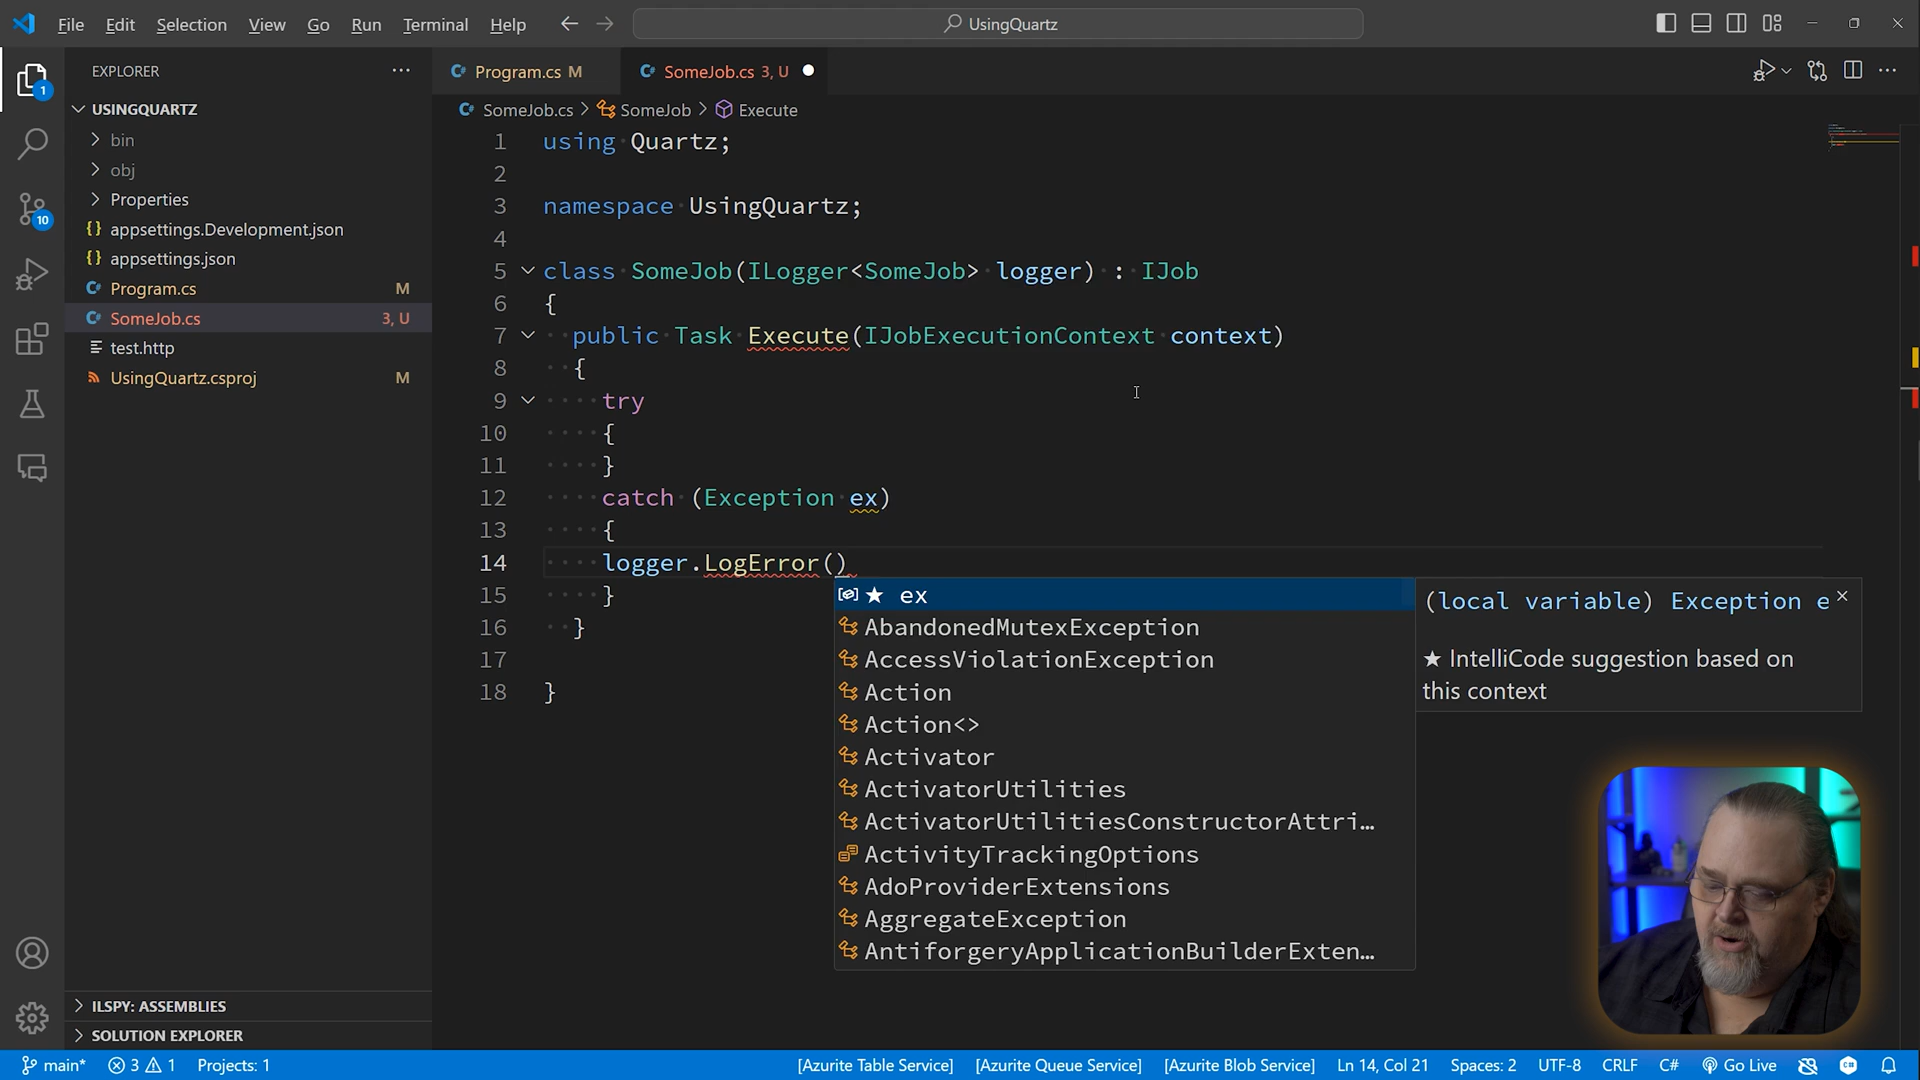 File Edit Selection View Go Run Terminal Help
UsingQuartz
EXPLORER
Program.cs M
SomeJob.cs 3, U
USINGQUARTZ
SomeJob.cs > SomeJob > Execute
bin
obj
Properties
appsettings.Development.json
appsettings.json
Program.cs M
SomeJob.cs 3, U
test.http
UsingQuartz.csproj M
1
10
1 using Quartz;
2
3 namespace UsingQuartz;
4
5 class SomeJob(ILogger<SomeJob> logger) : IJob
6 {
7 public Task Execute(IJobExecutionContext context)
8 {
9 try
10 {
11 }
12 catch (Exception ex)
13 {
14 logger.LogError()
15 }
16 }
17
18 }
★ ex
AbandonedMutexException
AccessViolationException
Action
Action<>
Activator
ActivatorUtilities
ActivatorUtilitiesConstructorAttri…
ActivityTrackingOptions
AdoProviderExtensions
AggregateException
AntiforgeryApplicationBuilderExten…
(local variable) Exception e
★ IntelliCode suggestion based on
this context
ILSPY: ASSEMBLIES
SOLUTION EXPLORER
main* 3 1 Projects: 1 [Azurite Table Service] [Azurite Queue Service] [Azurite Blob Service] Ln 14, Col 21 Spaces: 2 UTF-8 CRLF C# Go Live